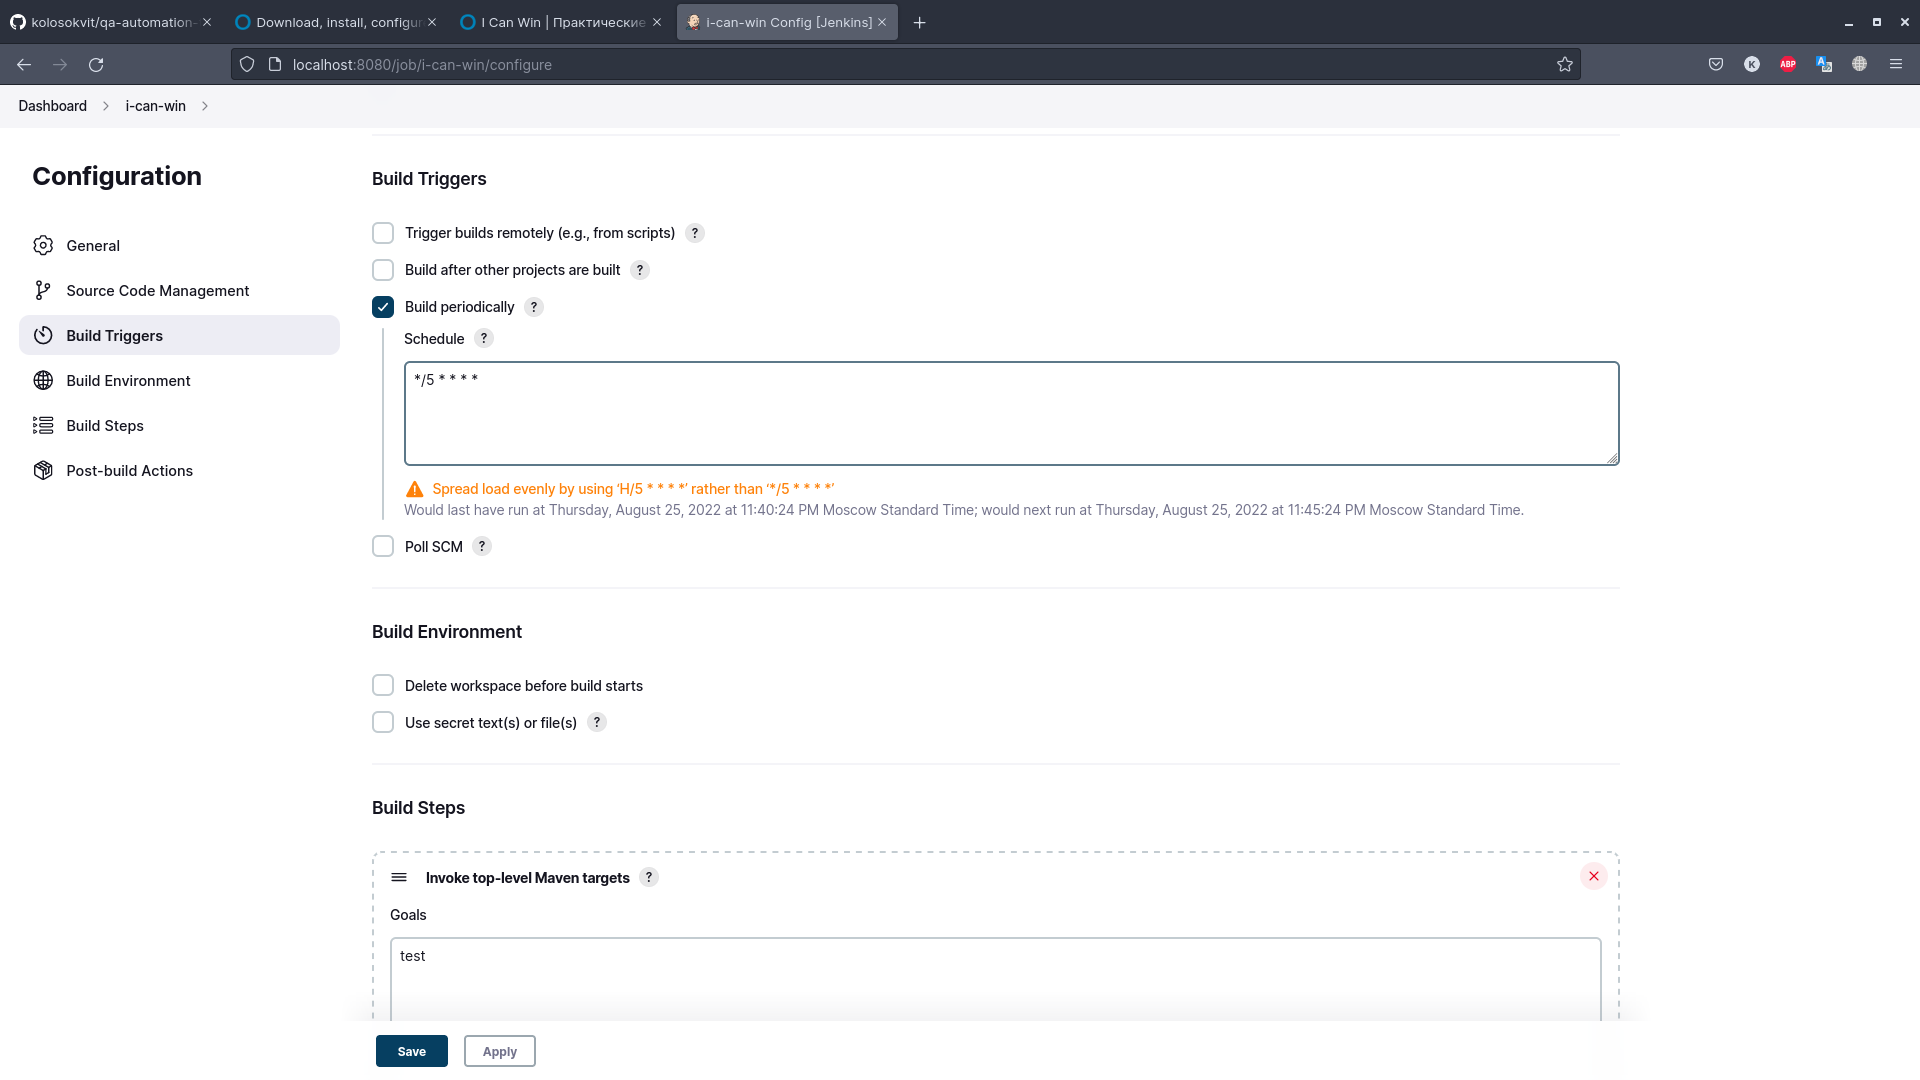 kolosokvit/qa-automation-
Download, install, configur
I Can Win | Практические
i-can-win Config [Jenkins]
localhost:8080/job/i-can-win/configure
K
ABP
Dashboard
i-can-win
Configuration
General
Source Code Management
Build Triggers
Build Environment
Build Steps
Post-build Actions
Build Triggers
Trigger builds remotely (e.g., from scripts) ?
Build after other projects are built ?
Build periodically ?
Schedule ?
*/5 * * * *
Spread load evenly by using ‘H/5 * * * *’ rather than ‘*/5 * * * *’
Would last have run at Thursday, August 25, 2022 at 11:40:24 PM Moscow Standard Time; would next run at Thursday, August 25, 2022 at 11:45:24 PM Moscow Standard Time.
Poll SCM ?
Build Environment
Delete workspace before build starts
Use secret text(s) or file(s) ?
Build Steps
Invoke top-level Maven targets ?
Goals
test
Save
Apply